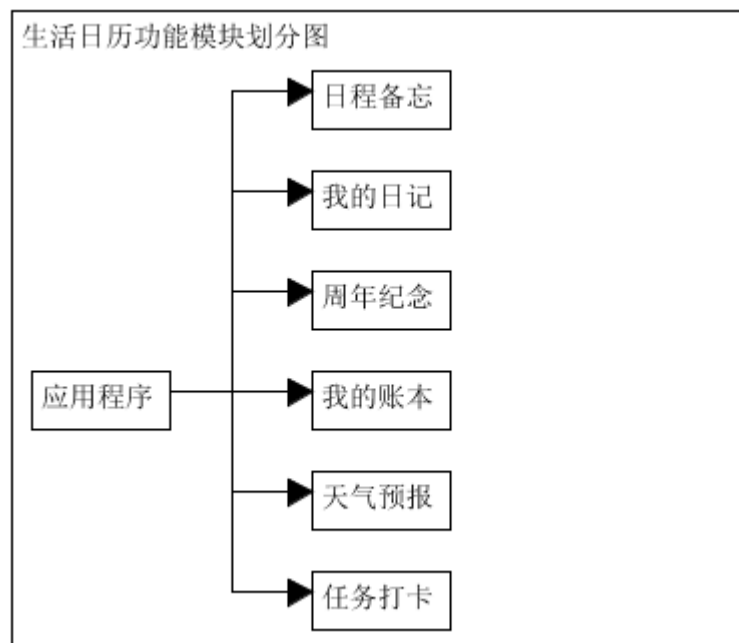 生活日历功能模块划分图
日程备忘
我的日记
周年纪念
应用程序
我的账本
天气预报
任务打卡